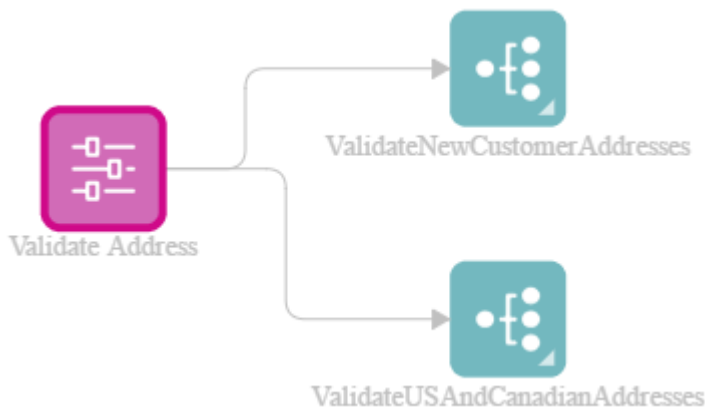 ValidateNewCustomerAddresses
Validate Address
ValidateUSAndCanadianAddresses